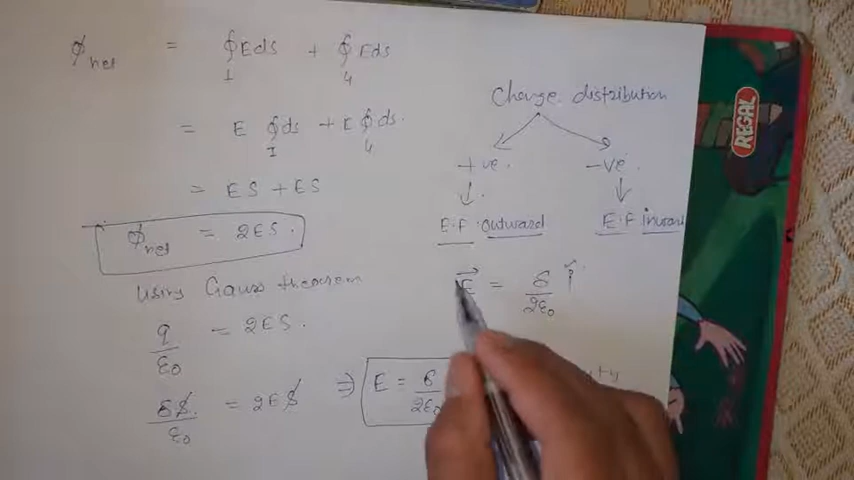 ϕnet = ∮Eds + ∮Eds
1 4
= E ∮ds + E ∮ds.
1 4
= ES + ES
ϕnet = 2ES.
Using Gauss theorem
q/ε0 = 2ES.
σS/ε0 = 2ES ⇒ E = σ/2ε0
Charge distribution
+ve. -ve.
E.F outward E.F inward
E⃗ = σ/2ε0
REGAL